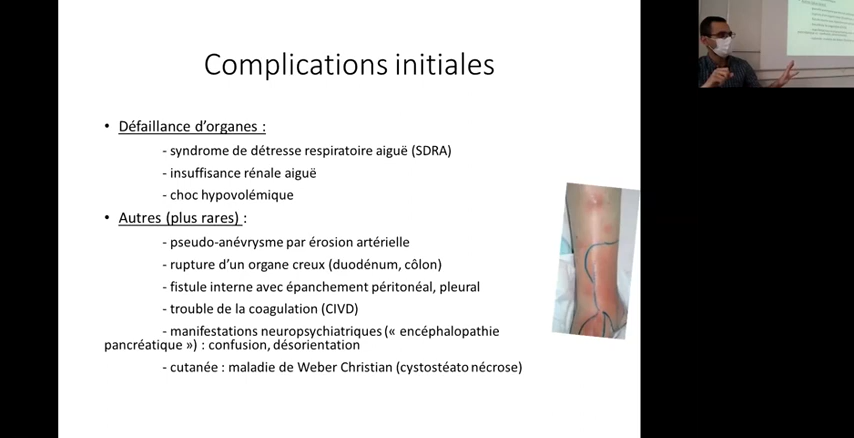 Complications initiales
• Défaillance d'organes :
- syndrome de détresse respiratoire aiguë (SDRA)
- insuffisance rénale aiguë
- choc hypovolémique
• Autres (plus rares) :
- pseudo-anévrysme par érosion artérielle
- rupture d'un organe creux (duodénum, côlon)
- fistule interne avec épanchement péritonéal, pleural
- trouble de la coagulation (CIVD)
- manifestations neuropsychiatriques (« encéphalopathie
pancréatique ») : confusion, désorientation
- cutanée : maladie de Weber Christian (cystostéato nécrose)